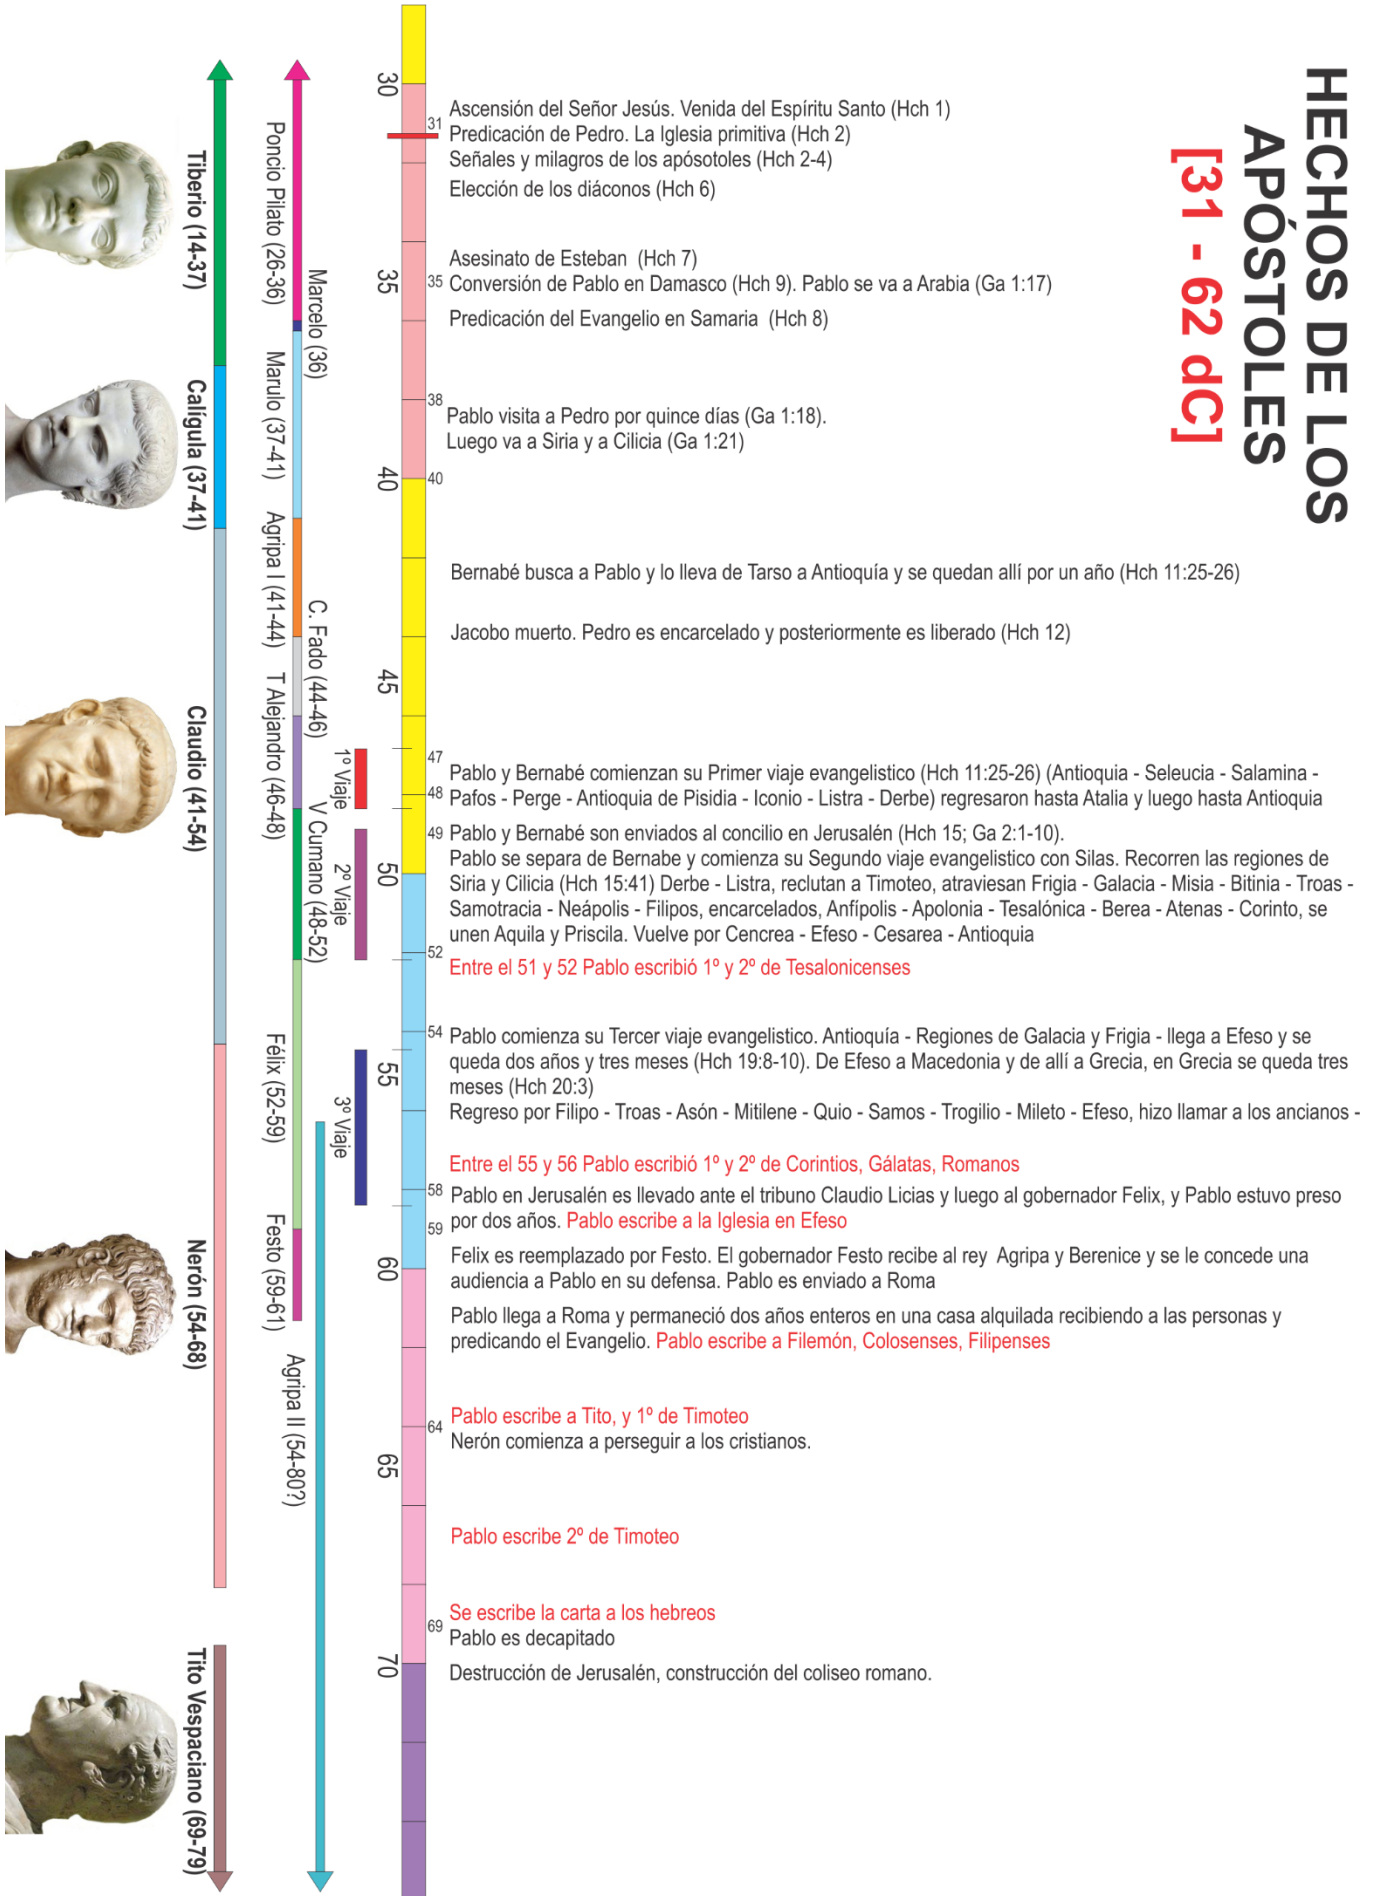 HECHOS DE LOS
APÓSTOLES
[31 - 62 dC]
30
31
35
35
38
40
40
45
47
48
49
50
52
54
55
58
59
60
64
65
69
70
Ascensión del Señor Jesús. Venida del Espíritu Santo (Hch 1)
Predicación de Pedro. La Iglesia primitiva (Hch 2)
Señales y milagros de los apósotoles (Hch 2-4)
Elección de los diáconos (Hch 6)
Asesinato de Esteban (Hch 7)
Conversión de Pablo en Damasco (Hch 9). Pablo se va a Arabia (Ga 1:17)
Predicación del Evangelio en Samaria (Hch 8)
Pablo visita a Pedro por quince días (Ga 1:18).
Luego va a Siria y a Cilicia (Ga 1:21)
Bernabé busca a Pablo y lo lleva de Tarso a Antioquía y se quedan allí por un año (Hch 11:25-26)
Jacobo muerto. Pedro es encarcelado y posteriormente es liberado (Hch 12)
Pablo y Bernabé comienzan su Primer viaje evangelistico (Hch 11:25-26) (Antioquia - Seleucia - Salamina -
Pafos - Perge - Antioquia de Pisidia - Iconio - Listra - Derbe) regresaron hasta Atalia y luego hasta Antioquia
Pablo y Bernabé son enviados al concilio en Jerusalén (Hch 15; Ga 2:1-10).
Pablo se separa de Bernabe y comienza su Segundo viaje evangelistico con Silas. Recorren las regiones de
Siria y Cilicia (Hch 15:41) Derbe - Listra, reclutan a Timoteo, atraviesan Frigia - Galacia - Misia - Bitinia - Troas -
Samotracia - Neápolis - Filipos, encarcelados, Anfípolis - Apolonia - Tesalónica - Berea - Atenas - Corinto, se
unen Aquila y Priscila. Vuelve por Cencrea - Efeso - Cesarea - Antioquia
Entre el 51 y 52 Pablo escribió 1º y 2º de Tesalonicenses
Pablo comienza su Tercer viaje evangelistico. Antioquía - Regiones de Galacia y Frigia - llega a Efeso y se
queda dos años y tres meses (Hch 19:8-10). De Efeso a Macedonia y de allí a Grecia, en Grecia se queda tres
meses (Hch 20:3)
Regreso por Filipo - Troas - Asón - Mitilene - Quio - Samos - Trogilio - Mileto - Efeso, hizo llamar a los ancianos -
Entre el 55 y 56 Pablo escribió 1º y 2º de Corintios, Gálatas, Romanos
Pablo en Jerusalén es llevado ante el tribuno Claudio Licias y luego al gobernador Felix, y Pablo estuvo preso
por dos años. Pablo escribe a la Iglesia en Efeso
Felix es reemplazado por Festo. El gobernador Festo recibe al rey Agripa y Berenice y se le concede una
audiencia a Pablo en su defensa. Pablo es enviado a Roma
Pablo llega a Roma y permaneció dos años enteros en una casa alquilada recibiendo a las personas y
predicando el Evangelio. Pablo escribe a Filemón, Colosenses, Filipenses
Pablo escribe a Tito, y 1º de Timoteo
Nerón comienza a perseguir a los cristianos.
Pablo escribe 2º de Timoteo
Se escribe la carta a los hebreos
Pablo es decapitado
Destrucción de Jerusalén, construcción del coliseo romano.
1º Viaje
2º Viaje
3º Viaje
Poncio Pilato (26-36)
Marcelo (36)
Marulo (37-41)
Agripa I (41-44)
C. Fado (44-46)
T Alejandro (46-48)
V Cumano (48-52)
Félix (52-59)
Festo (59-61)
Agripa II (54-80?)
Tiberio (14-37)
Calígula (37-41)
Claudio (41-54)
Nerón (54-68)
Tito Vespaciano (69-79)